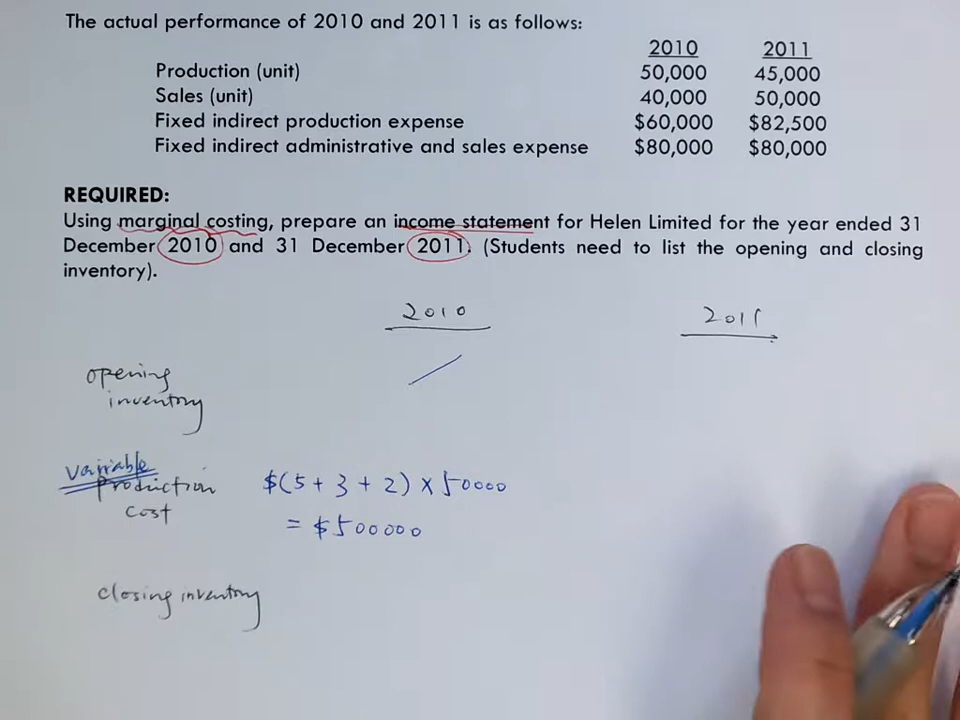 The actual performance of 2010 and 2011 is as follows:
2010 2011
Production (unit) 50,000 45,000
Sales (unit) 40,000 50,000
Fixed indirect production expense $60,000 $82,500
Fixed indirect administrative and sales expense $80,000 $80,000
REQUIRED:
Using marginal costing, prepare an income statement for Helen Limited for the year ended 31
December 2010 and 31 December 2011. (Students need to list the opening and closing
inventory).
2010 2011
opening
inventory
variable
production $(5+3+2) × 50000
cost = $500000
closing inventory